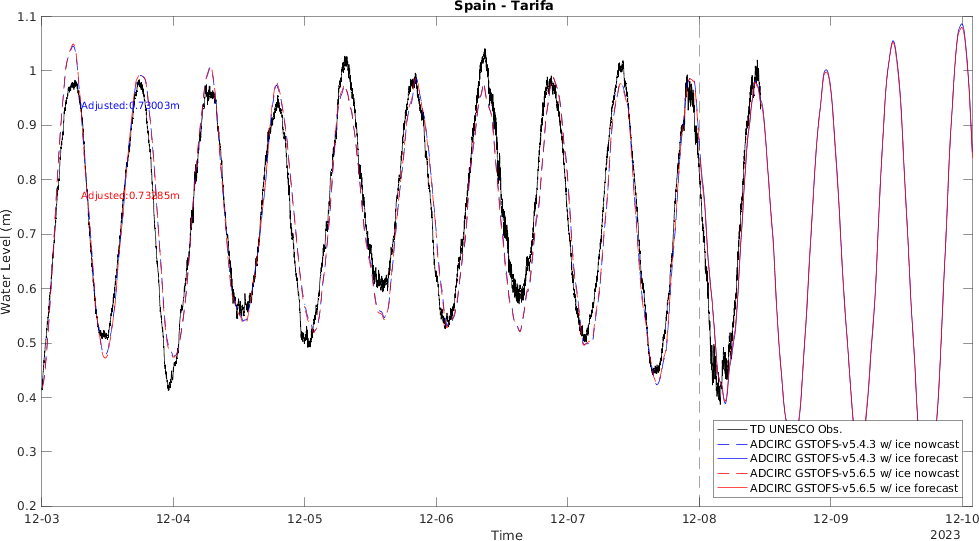 Spain - Tarifa
1.1
1
0.9
0.8
0.7
0.6
0.5
0.4
0.3
0.2
Water Level (m)
Adjusted:0.73003m
Adjusted:0.73285m
TD UNESCO Obs.
ADCIRC GSTOFS-v5.4.3 w/ ice nowcast
ADCIRC GSTOFS-v5.4.3 w/ ice forecast
ADCIRC GSTOFS-v5.6.5 w/ ice nowcast
ADCIRC GSTOFS-v5.6.5 w/ ice forecast
12-03 12-04 12-05 12-06 12-07 12-08 12-09 12-10
Time
2023